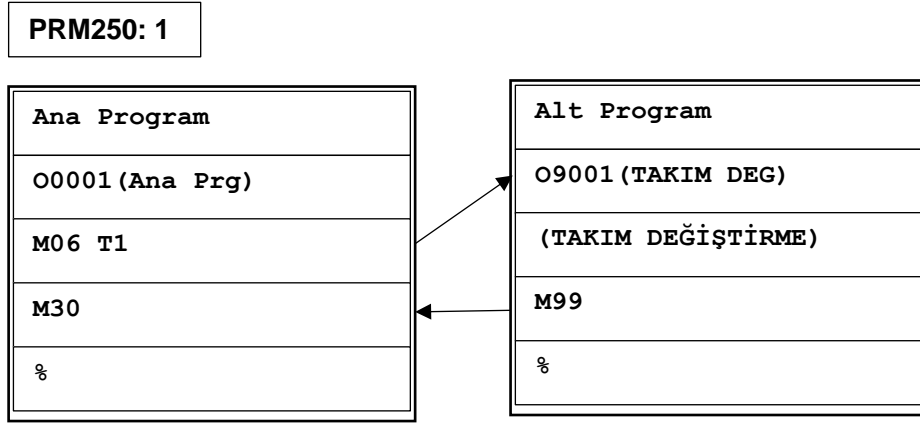 PRM250: 1
Ana Program
O0001(Ana Prg)
M06 T1
M30
%
Alt Program
O9001(TAKIM DEG)
(TAKIM DEĞİŞTİRME)
M99
%